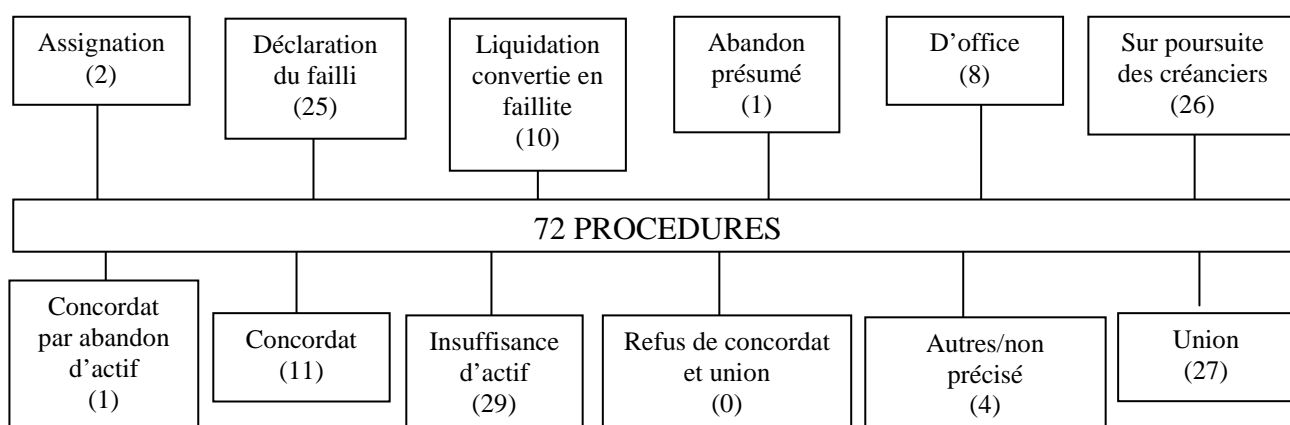 Assignation
(2)
Déclaration
du failli
(25)
Liquidation
convertie en
faillite
(10)
Abandon
présumé
(1)
D’office
(8)
Sur poursuite
des créanciers
(26)
72 PROCEDURES
Concordat
par abandon
d’actif
(1)
Concordat
(11)
Insuffisance
d’actif
(29)
Refus de concordat
et union
(0)
Autres/non
précisé
(4)
Union
(27)